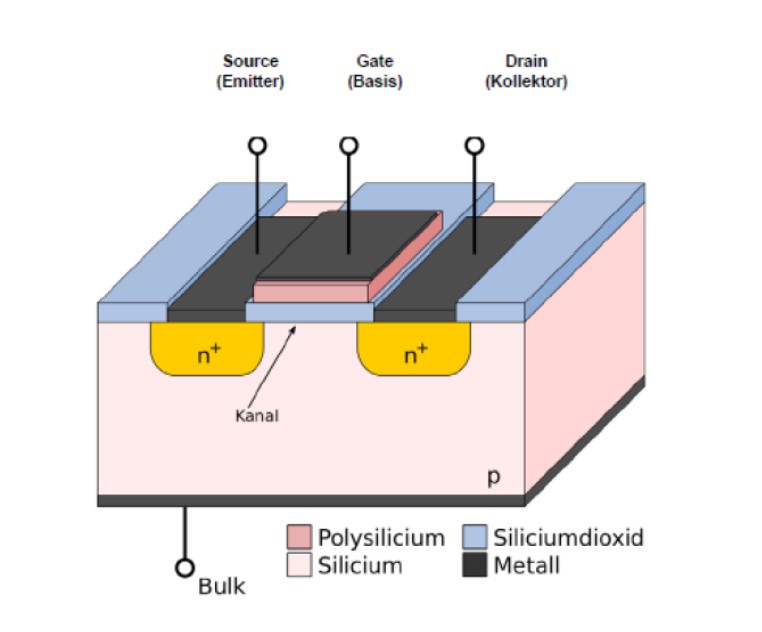 Source
(Emitter)
Gate
(Basis)
Drain
(Kollektor)
n+
n+
Kanal
p
Bulk
Polysilicium
Siliciumdioxid
Silicium
Metall